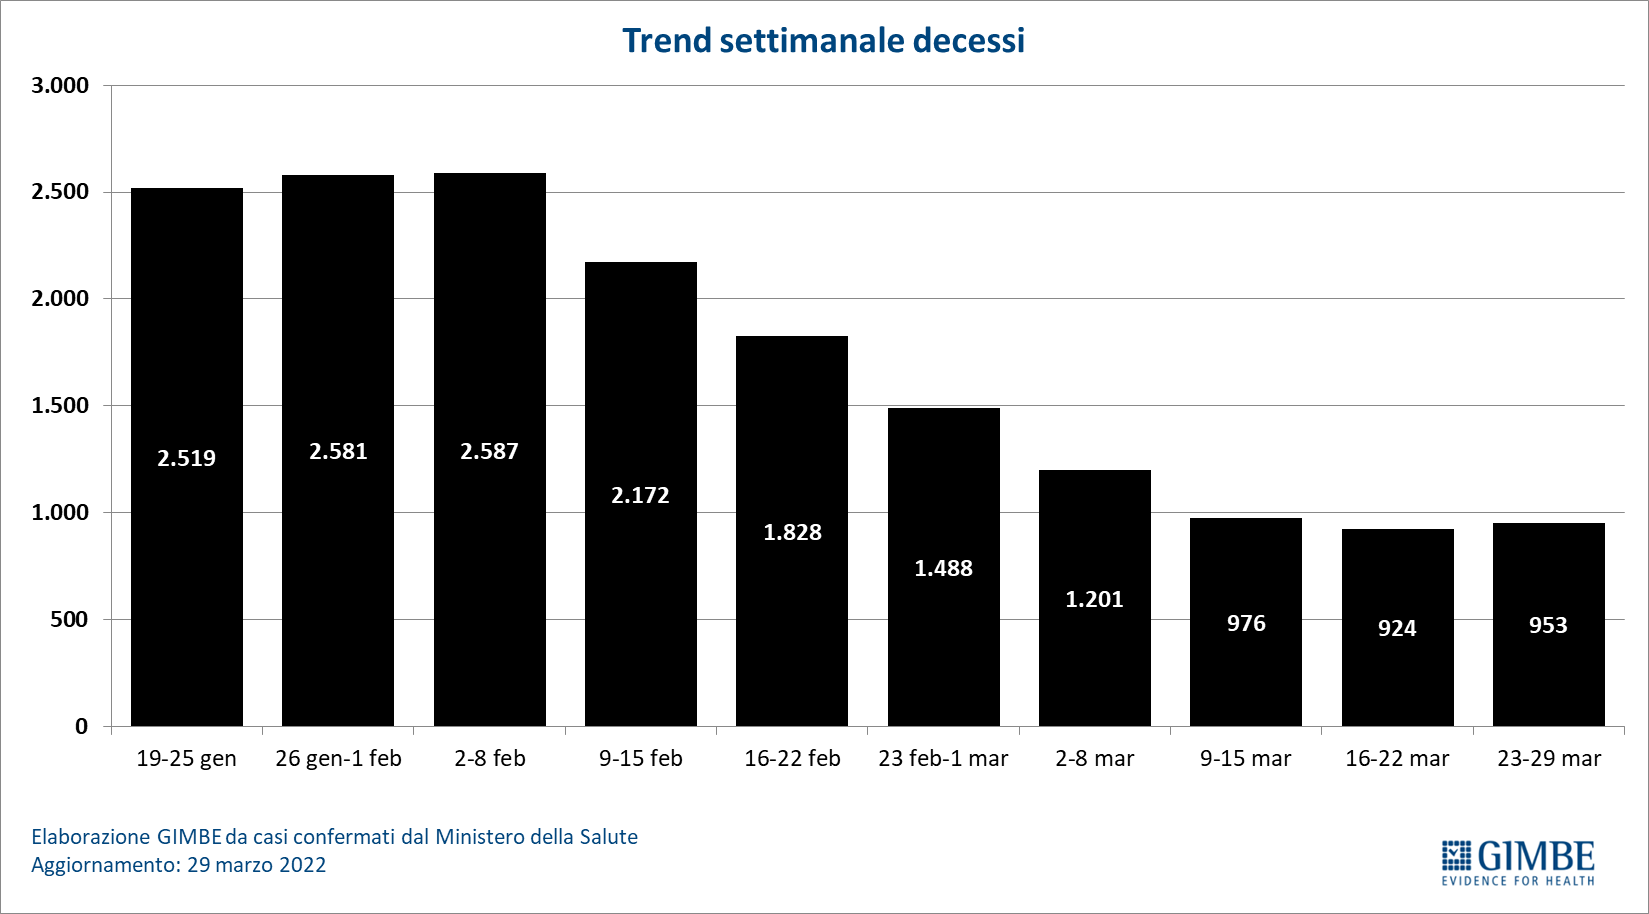 Trend settimanale decessi
3.000
2.500
2.000
1.500
1.000
500
0
2.519
2.581
2.587
2.172
1.828
1.488
1.201
976
924
953
19-25 gen
26 gen-1 feb
2-8 feb
9-15 feb
16-22 feb
23 feb-1 mar
2-8 mar
9-15 mar
16-22 mar
23-29 mar
Elaborazione GIMBE da casi confermati dal Ministero della Salute
Aggiornamento: 29 marzo 2022
GIMBE
EVIDENCE FOR HEALTH